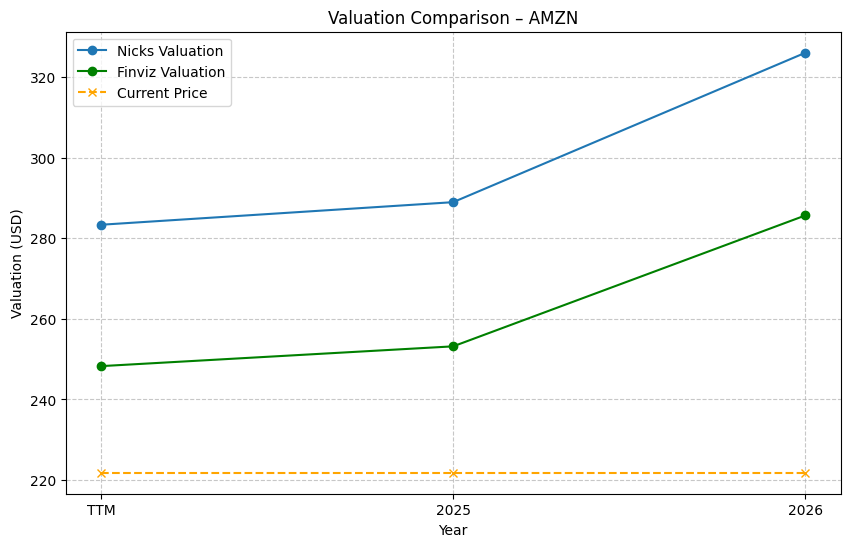 Valuation Comparison – AMZN
Nicks Valuation
Finviz Valuation
Current Price
Valuation (USD)
320
300
280
260
240
220
TTM
2025
2026
Year